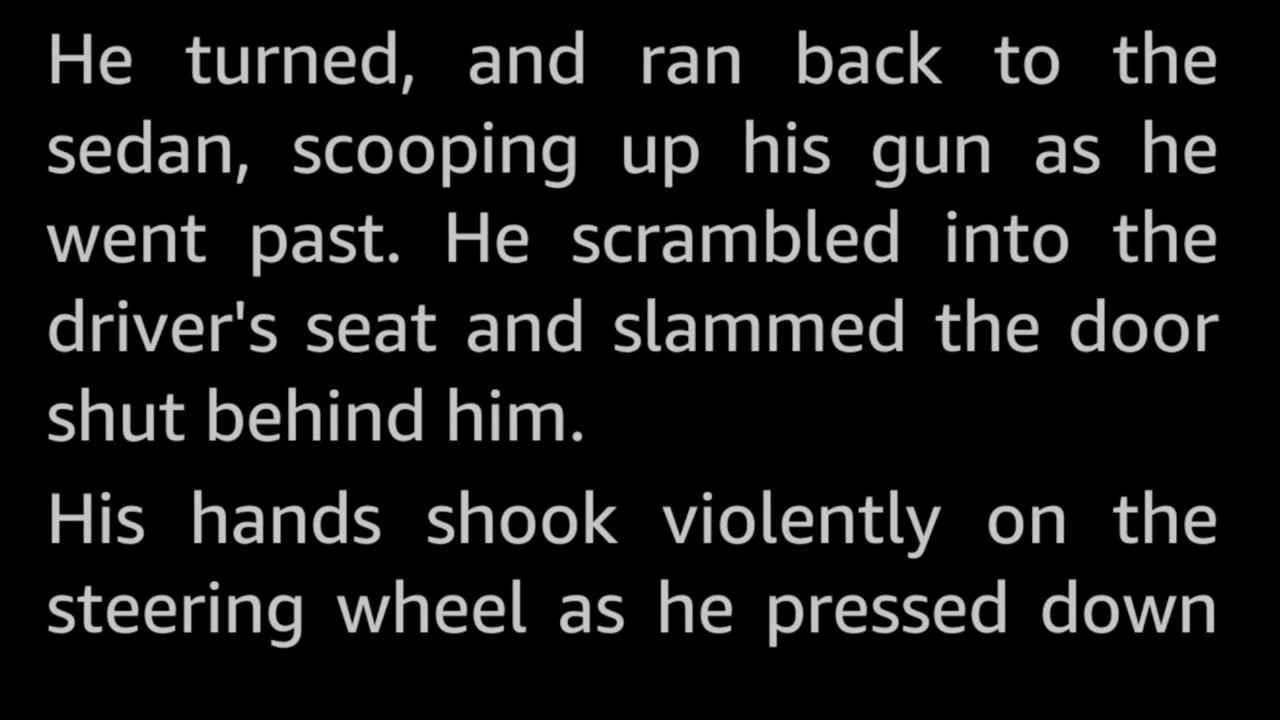 He turned, and ran back to the
sedan, scooping up his gun as he
went past. He scrambled into the
driver's seat and slammed the door
shut behind him.
His hands shook violently on the
steering wheel as he pressed down